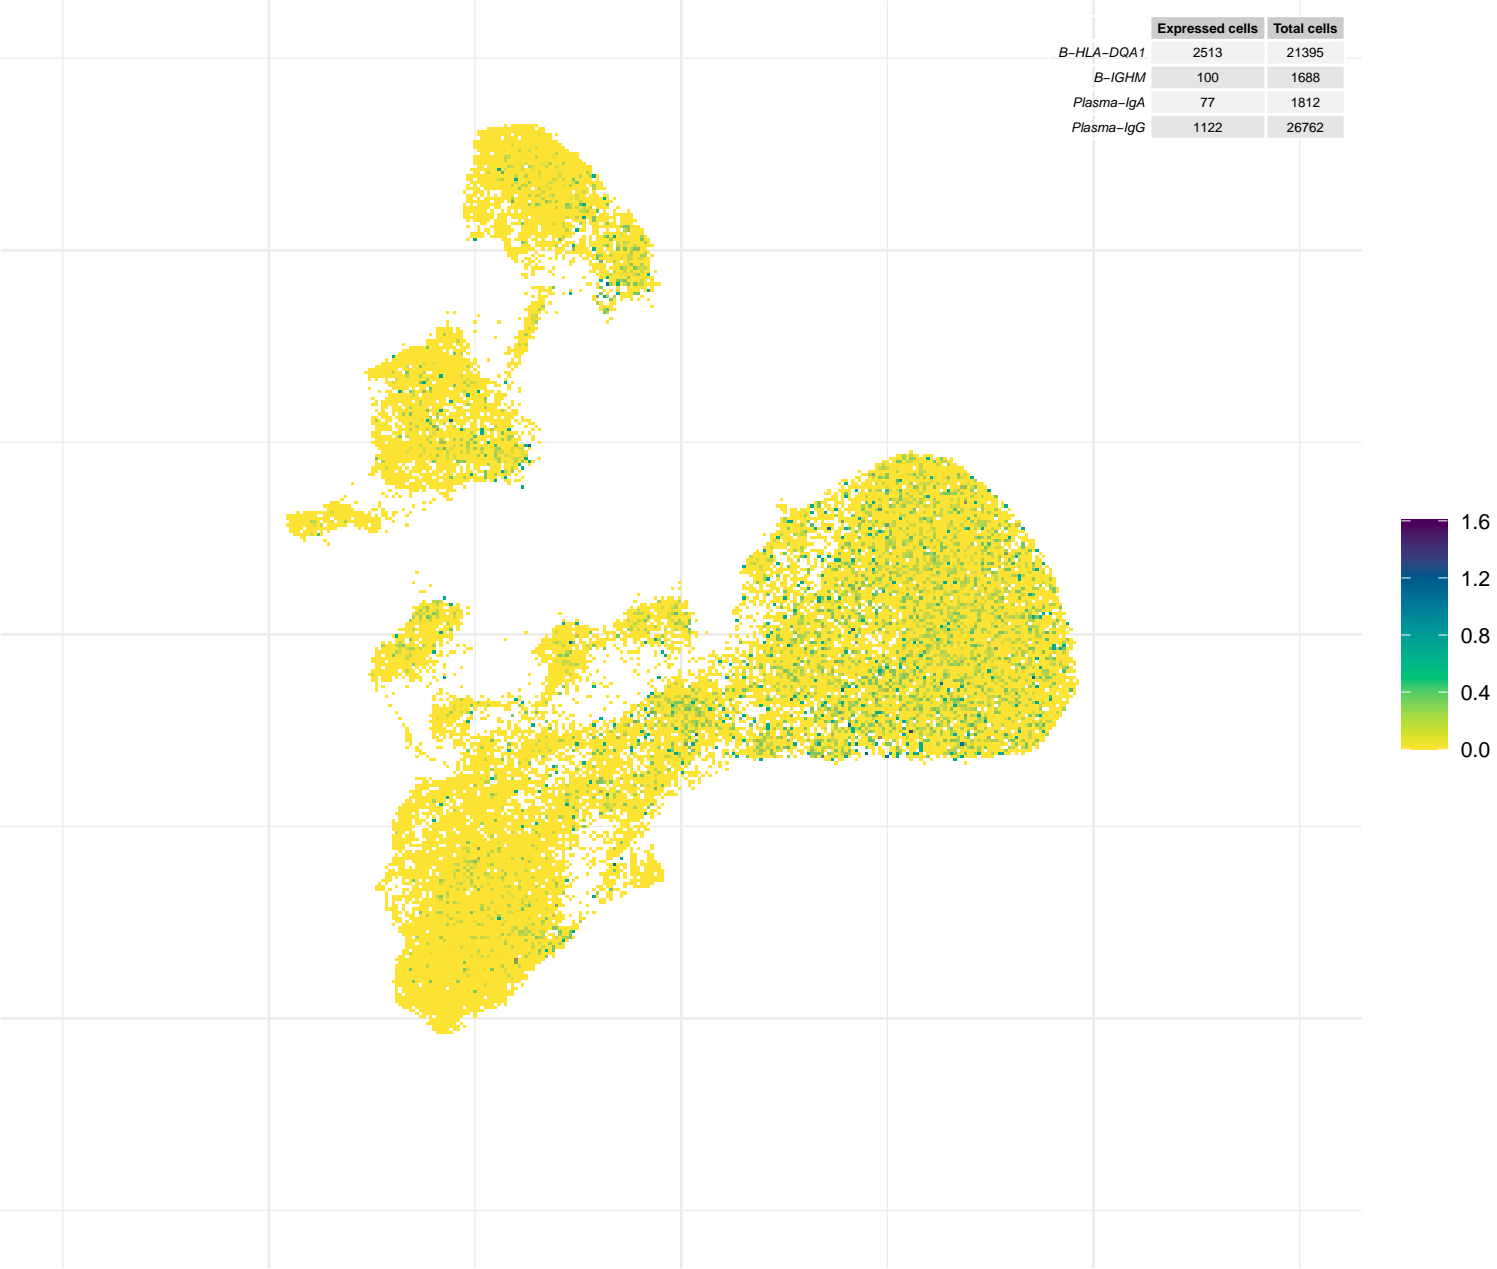 Expressed cells Total cells
B−HLA−DQA1 2513 21395
B−IGHM 100 1688
Plasma−IgA 77 1812
Plasma−IgG 1122 26762
1.6
1.2
0.8
0.4
0.0